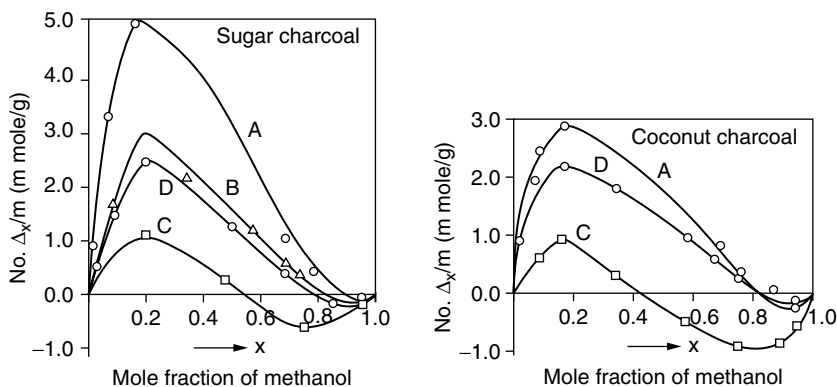 Sugar charcoal
No. Δx/m (m mole/g)
5.0
4.0
3.0
2.0
1.0
0.0
−1.0
A
B
D
C
0.2
0.4
0.6
0.8
1.0
x
Mole fraction of methanol
Coconut charcoal
No. Δx/m (m mole/g)
3.0
2.0
1.0
0.0
−1.0
A
D
C
0.2
0.4
0.6
0.8
1.0
x
Mole fraction of methanol